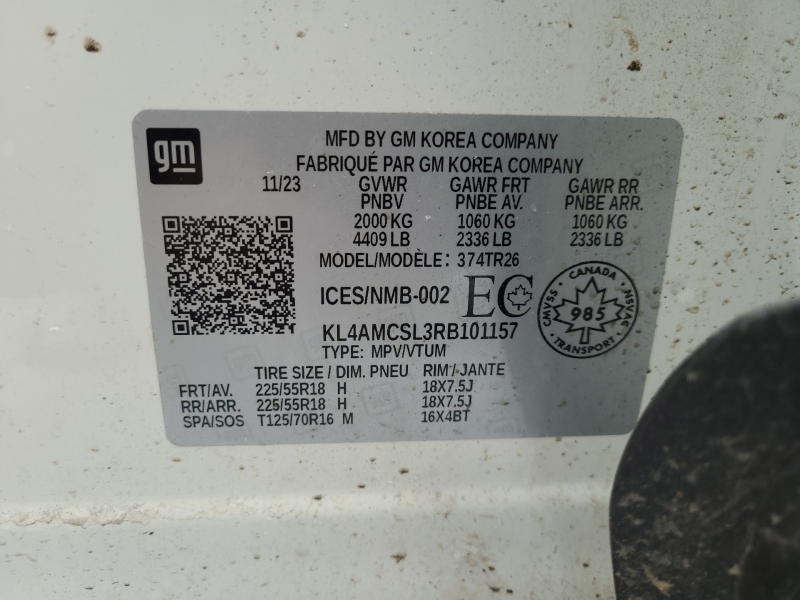 gm
MFD BY GM KOREA COMPANY
FABRIQUÉ PAR GM KOREA COMPANY
11/23 GVWR GAWR FRT GAWR RR
PNBV PNBE AV. PNBE ARR.
2000 KG 1060 KG 1060 KG
4409 LB 2336 LB 2336 LB
MODEL/MODÈLE: 374TR26
ICES/NMB-002 EC
CANADA
CMVSS 985 NSVAC
TRANSPORT
KL4AMCSL3RB101157
TYPE: MPV/VTUM
TIRE SIZE / DIM. PNEU RIM/JANTE
FRT/AV. 225/55R18 H 18X7.5J
RR/ARR. 225/55R18 H 18X7.5J
SPA/SOS T125/70R16 M 16X4BT